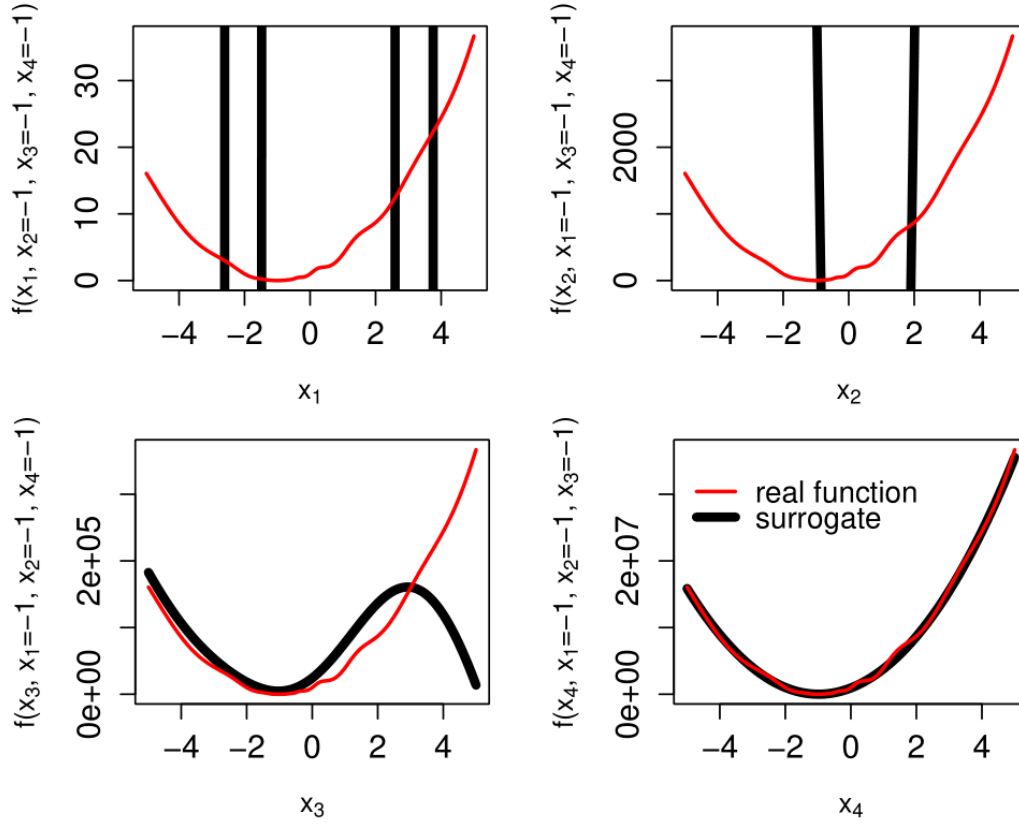 f(x1, x2=−1, x3=−1, x4=−1)
0 10 20 30
−4 −2 0 2 4
x1
f(x2, x1=−1, x3=−1, x4=−1)
0 2000
−4 −2 0 2 4
x2
f(x3, x1=−1, x2=−1, x4=−1)
0e+00 2e+05
−4 −2 0 2 4
x3
f(x4, x1=−1, x2=−1, x3=−1)
0e+00 2e+07
real function
surrogate
−4 −2 0 2 4
x4